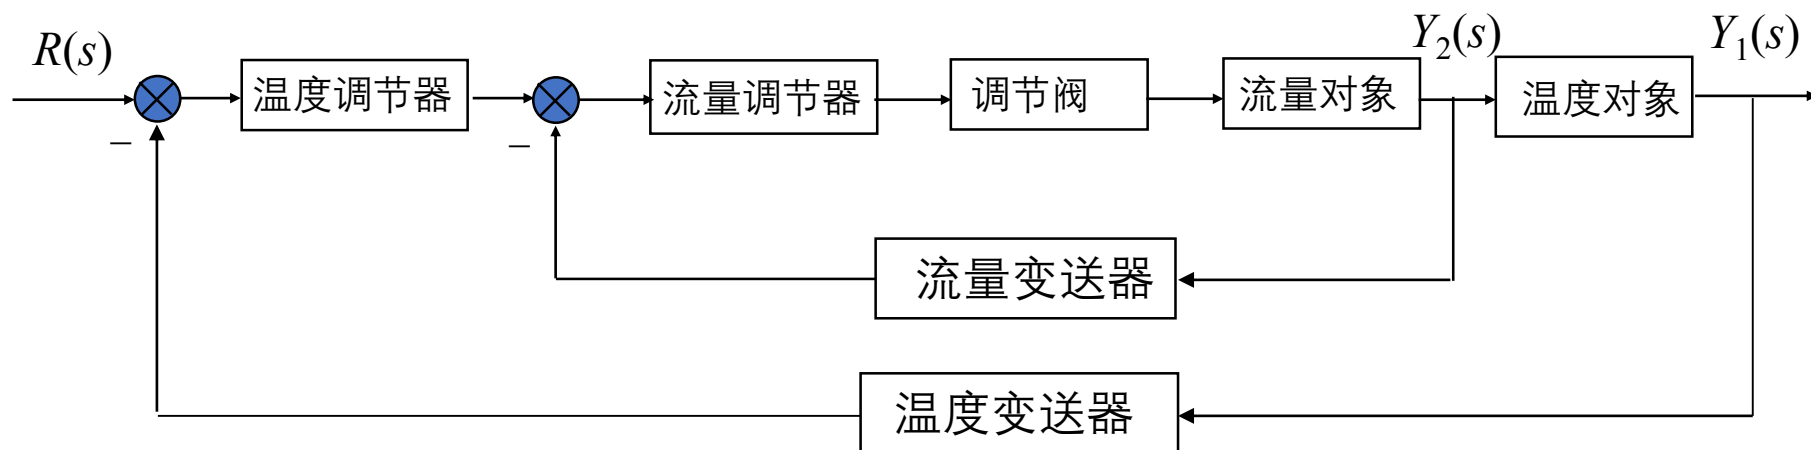 R(s)
Y₂(s)
Y₁(s)
温度调节器
流量调节器
调节阀
流量对象
温度对象
−
−
流量变送器
温度变送器